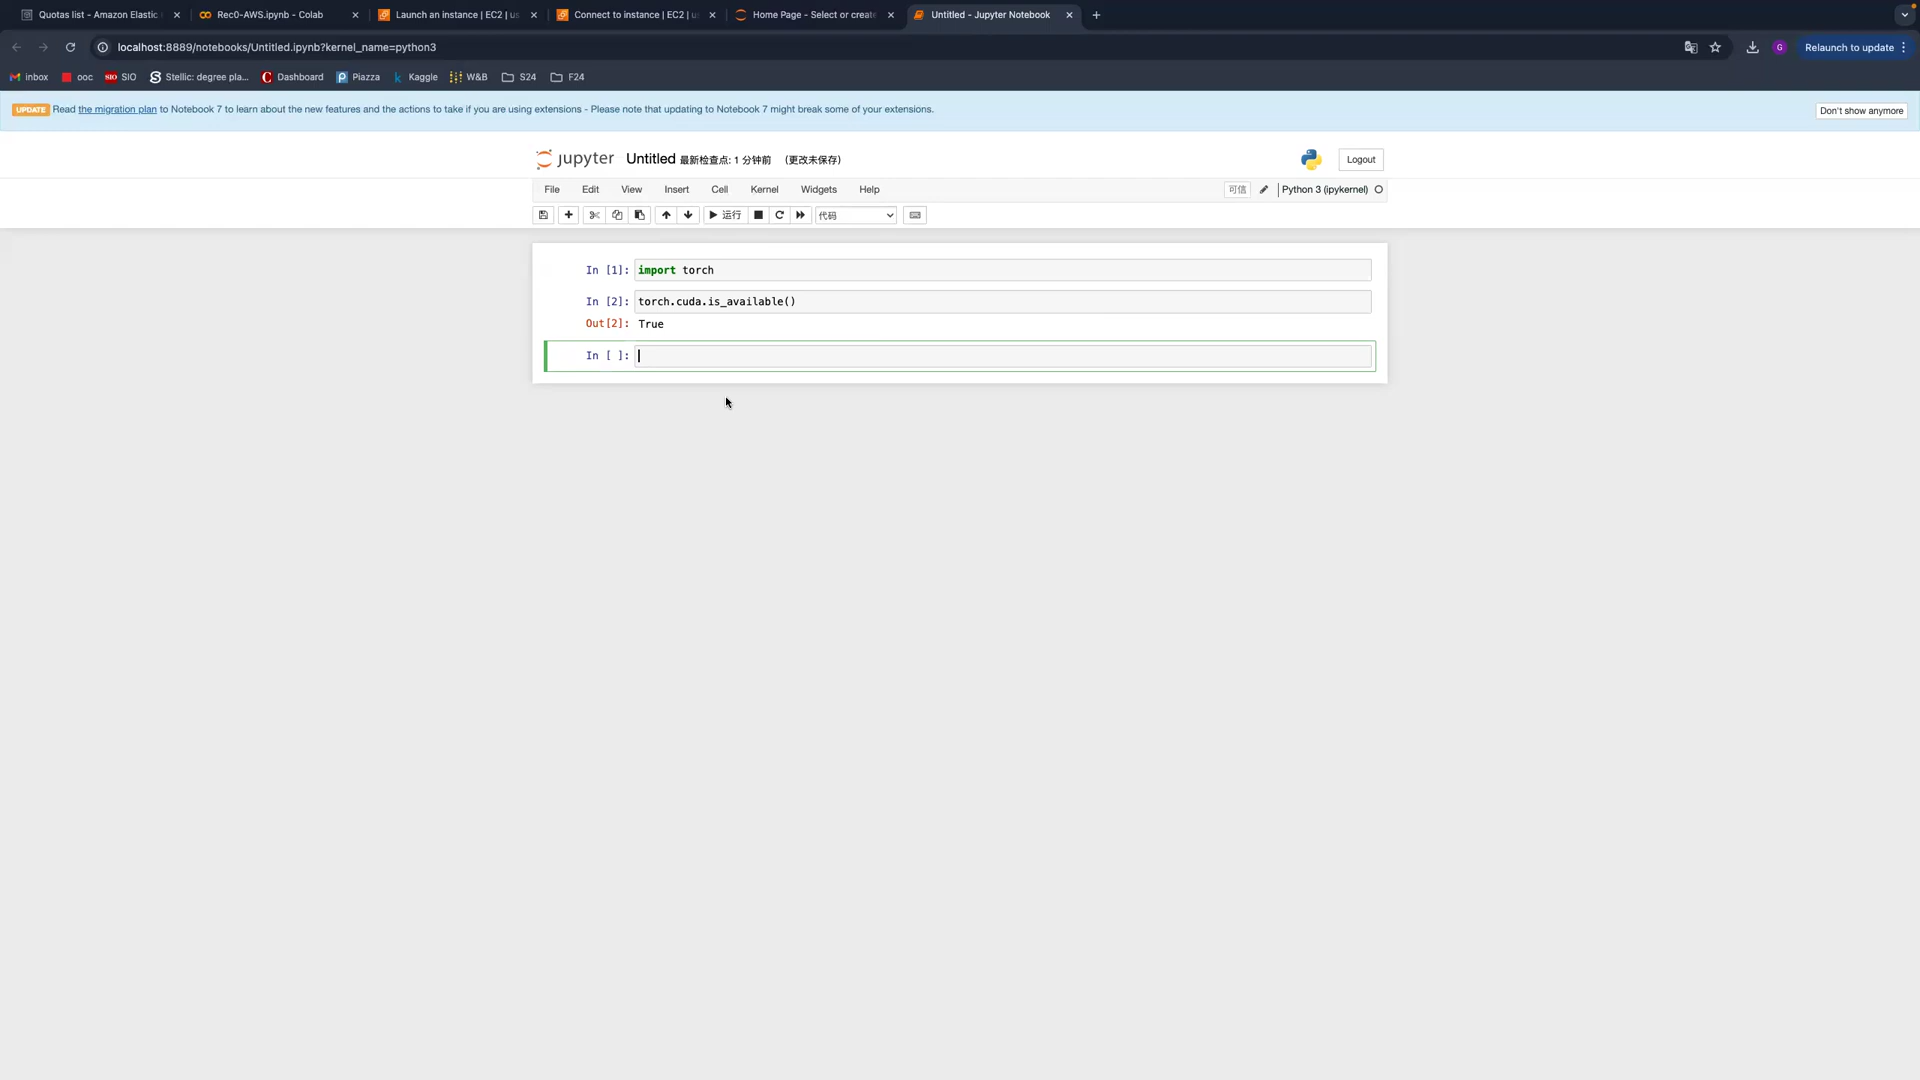 Quotas list - Amazon Elastic
Rec0-AWS.ipynb - Colab
Launch an instance | EC2 | us
Connect to instance | EC2 | u
Home Page - Select or create
Untitled - Jupyter Notebook
localhost:8889/notebooks/Untitled.ipynb?kernel_name=python3
G
Relaunch to update
inbox
ooc
SIO SIO
Stellic: degree pla...
Dashboard
Piazza
Kaggle
W&B
S24
F24
UPDATE Read the migration plan to Notebook 7 to learn about the new features and the actions to take if you are using extensions - Please note that updating to Notebook 7 might break some of your extensions.
Don't show anymore
jupyter Untitled 最新检查点: 1 分钟前 (更改未保存)
Logout
File Edit View Insert Cell Kernel Widgets Help
可信
Python 3 (ipykernel)
运行
代码
In [1]: import torch
In [2]: torch.cuda.is_available()
Out[2]: True
In [ ]: